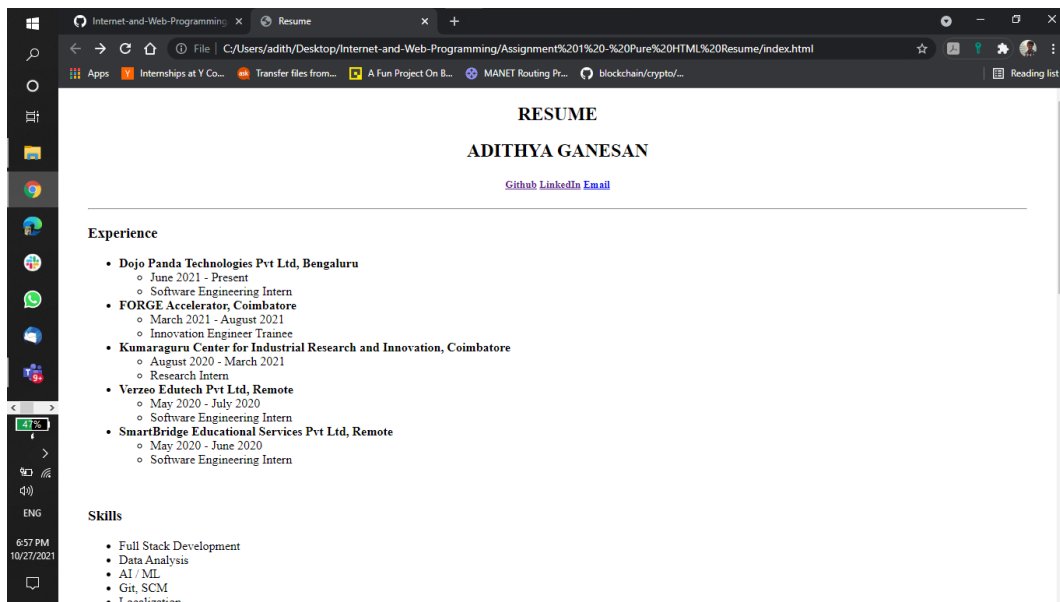 Internet-and-Web-Programming
Resume
File
C:/Users/adith/Desktop/Internet-and-Web-Programming/Assignment%201%20-%20Pure%20HTML%20Resume/index.html
Apps
Internships at Y Co...
Transfer files from...
A Fun Project On B...
MANET Routing Pr...
blockchain/crypto/...
Reading list
RESUME
ADITHYA GANESAN
Github LinkedIn Email
Experience
• Dojo Panda Technologies Pvt Ltd, Bengaluru
○ June 2021 - Present
○ Software Engineering Intern
• FORGE Accelerator, Coimbatore
○ March 2021 - August 2021
○ Innovation Engineer Trainee
• Kumaraguru Center for Industrial Research and Innovation, Coimbatore
○ August 2020 - March 2021
○ Research Intern
• Verzeo Edutech Pvt Ltd, Remote
○ May 2020 - July 2020
○ Software Engineering Intern
• SmartBridge Educational Services Pvt Ltd, Remote
○ May 2020 - June 2020
○ Software Engineering Intern
Skills
• Full Stack Development
• Data Analysis
• AI / ML
• Git, SCM
• Localization
9+
47%
ENG
6:57 PM
10/27/2021